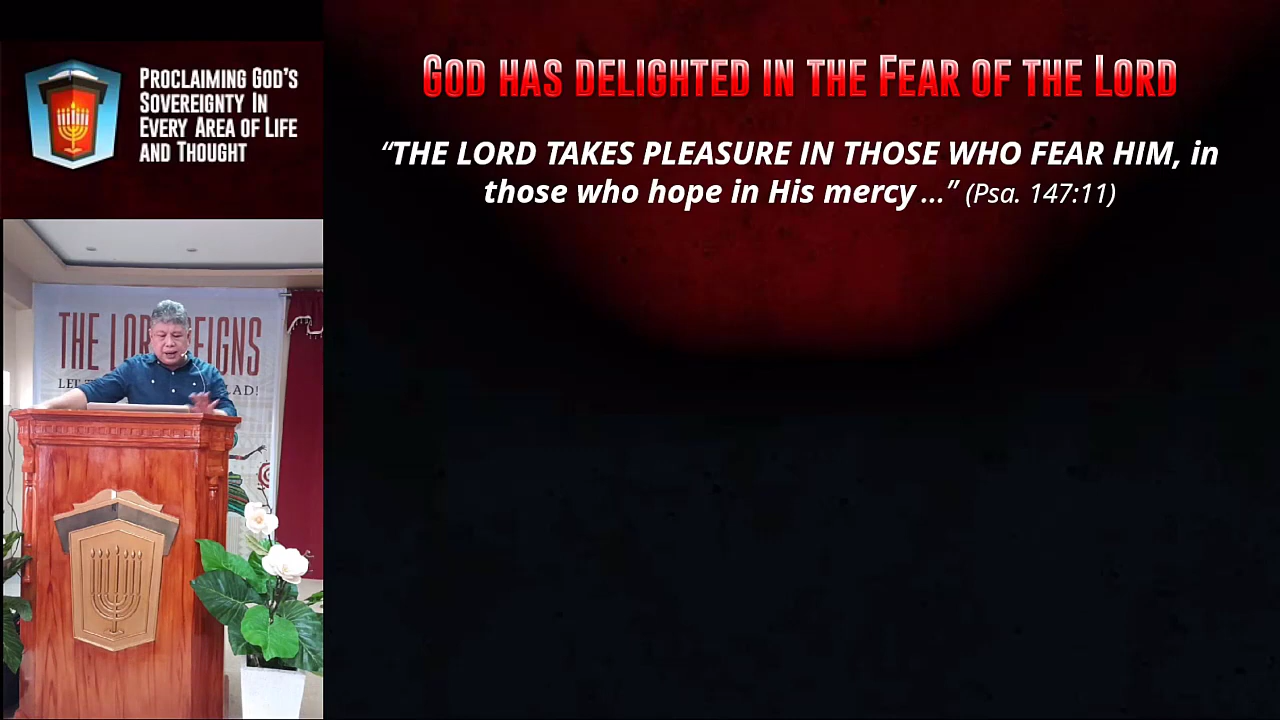 PROCLAIMING GOD'S
SOVEREIGNTY IN
EVERY AREA OF LIFE
AND THOUGHT
GOD HAS DELIGHTED IN THE FEAR OF THE LORD
“THE LORD TAKES PLEASURE IN THOSE WHO FEAR HIM, in
those who hope in His mercy ...” (Psa. 147:11)
THE LOR EIGNS
LET AD!